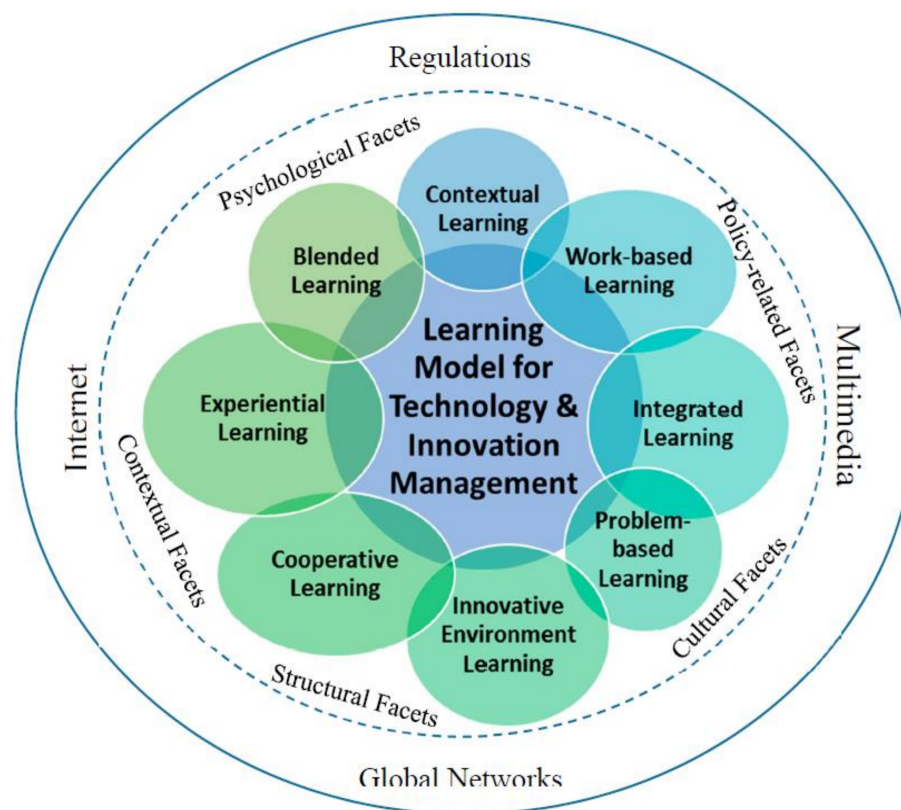 Regulations
Psychological Facets
Contextual
Learning
Blended
Learning
Work-based
Learning
Policy-related Facets
Learning
Model for
Technology &
Innovation
Management
Internet
Multimedia
Experiential
Learning
Integrated
Learning
Contextual Facets
Problem-
based
Learning
Cooperative
Learning
Innovative
Environment
Learning
Cultural Facets
Structural Facets
Global Networks